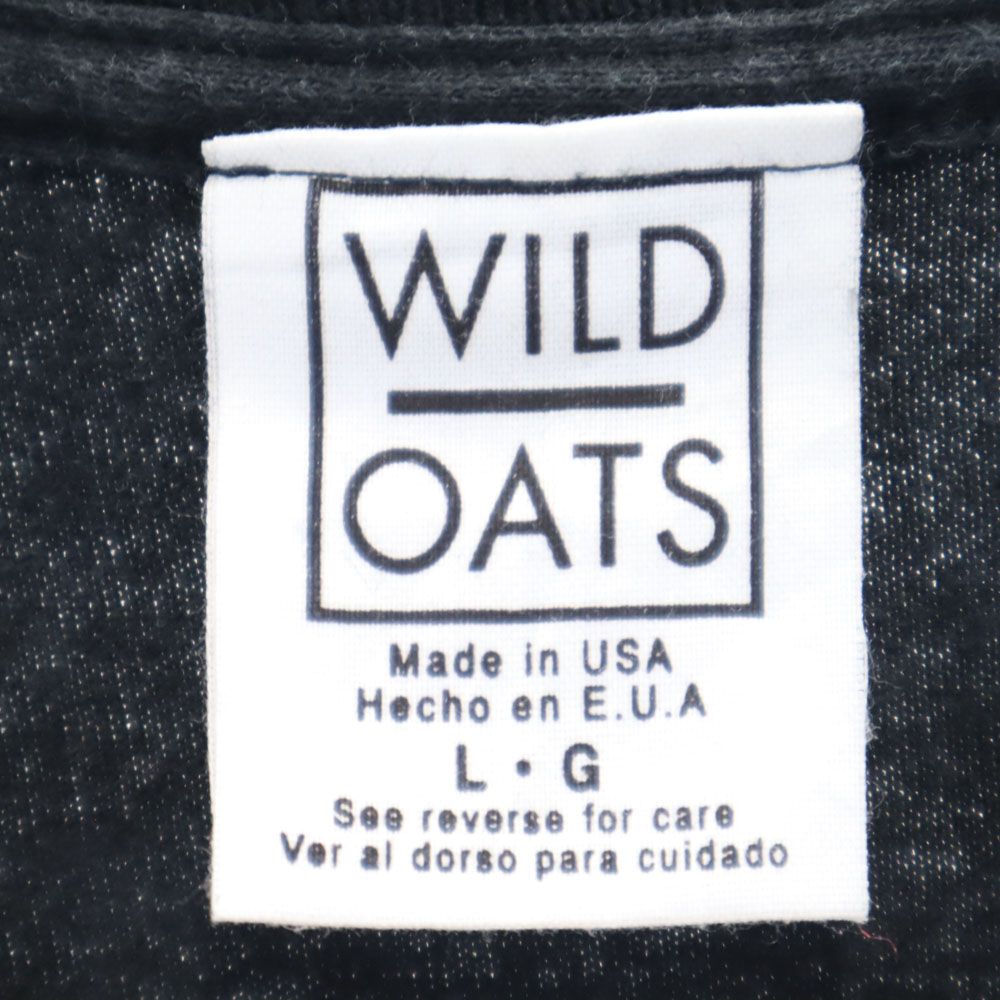 WILD
OATS
Made in USA
Hecho en E.U.A
L • G
See reverse for care
Ver al dorso para cuidado